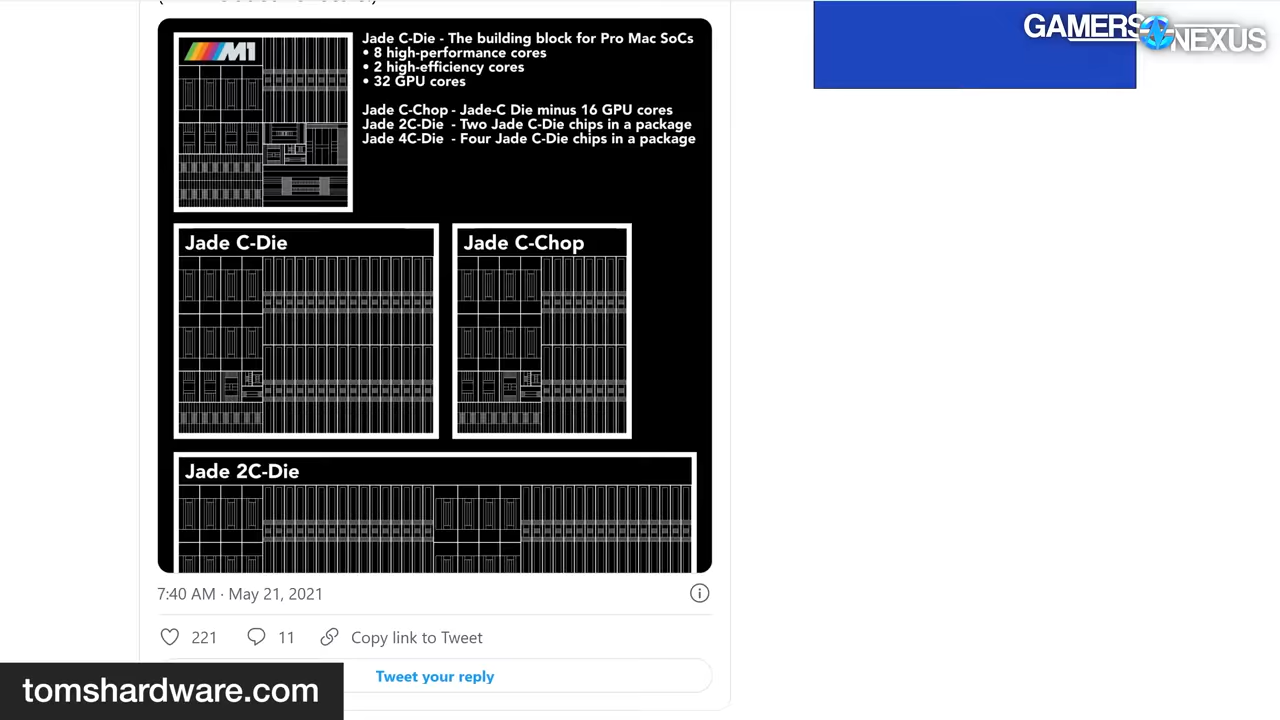 GAMERS NEXUS
M1
Jade C-Die - The building block for Pro Mac SoCs
• 8 high-performance cores
• 2 high-efficiency cores
• 32 GPU cores
Jade C-Chop - Jade-C Die minus 16 GPU cores
Jade 2C-Die - Two Jade C-Die chips in a package
Jade 4C-Die - Four Jade C-Die chips in a package
Jade C-Die
Jade C-Chop
Jade 2C-Die
7:40 AM · May 21, 2021
221
11
Copy link to Tweet
Tweet your reply
tomshardware.com